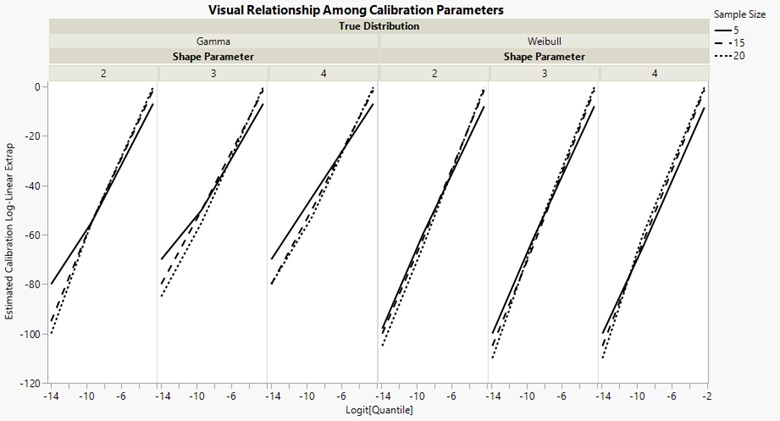 Visual Relationship Among Calibration Parameters
True Distribution
Gamma Weibull
Shape Parameter Shape Parameter
2 3 4 2 3 4
Sample Size
5
15
20
Estimated Calibration Log-Linear Extrap
0
-20
-40
-60
-80
-100
-120
-14 -10 -6 -14 -10 -6 -14 -10 -6 -14 -10 -6 -14 -10 -6 -14 -10 -6 -2
Logit[Quantile]